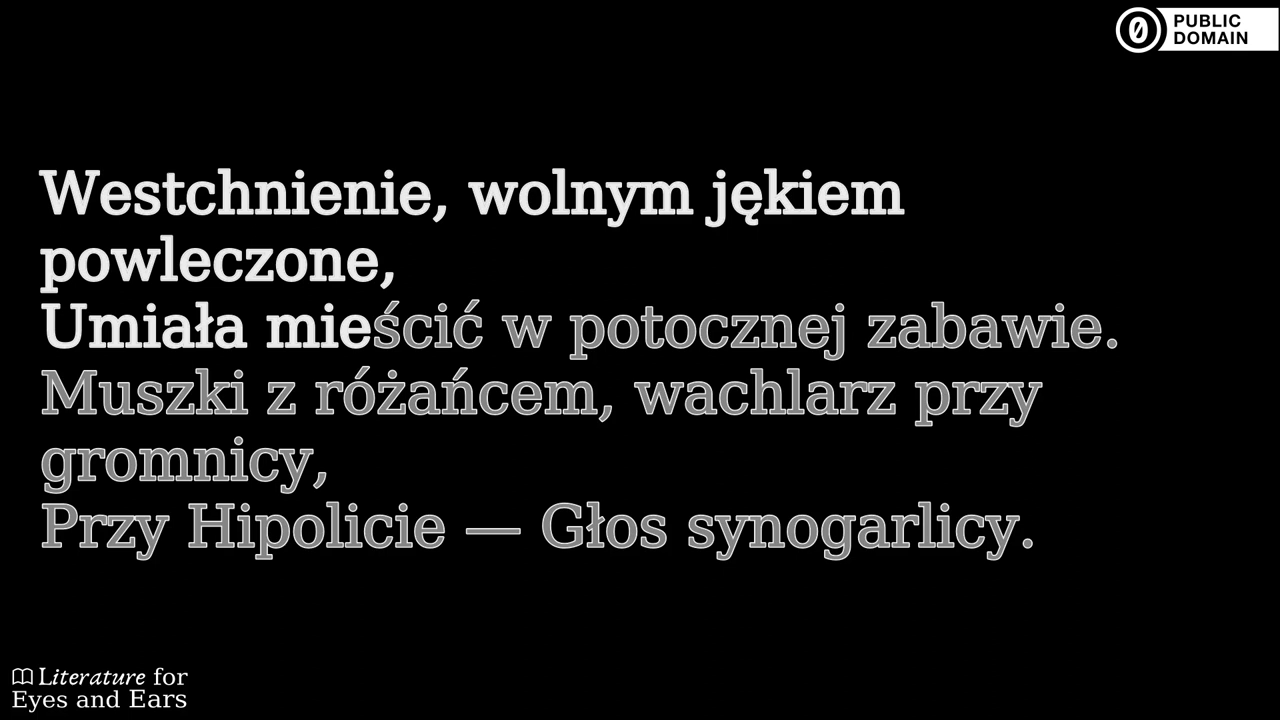 PUBLIC
DOMAIN
Westchnienie, wolnym jękiem
powleczone,
Umiała mieścić w potocznej zabawie.
Muszki z różańcem, wachlarz przy
gromnicy,
Przy Hipolicie — Głos synogarlicy.
Literature for
Eyes and Ears